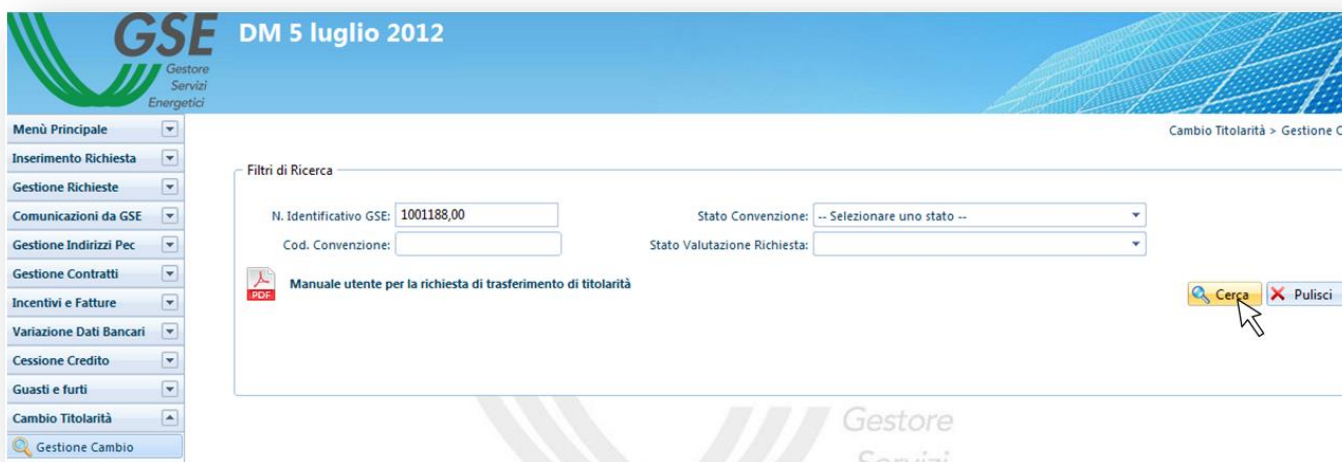 GSE DM 5 luglio 2012
Gestore
Servizi
Energetici
Menù Principale
Cambio Titolarità > Gestione C
Inserimento Richiesta
Filtri di Ricerca
Gestione Richieste
Comunicazioni da GSE
N. Identificativo GSE: 1001188,00 Stato Convenzione: -- Selezionare uno stato --
Gestione Indirizzi Pec
Cod. Convenzione: Stato Valutazione Richiesta:
Gestione Contratti
PDF Manuale utente per la richiesta di trasferimento di titolarità
Incentivi e Fatture
Cerca Pulisci
Variazione Dati Bancari
Cessione Credito
Guasti e furti
Cambio Titolarità
Gestore
Gestione Cambio
Servizi